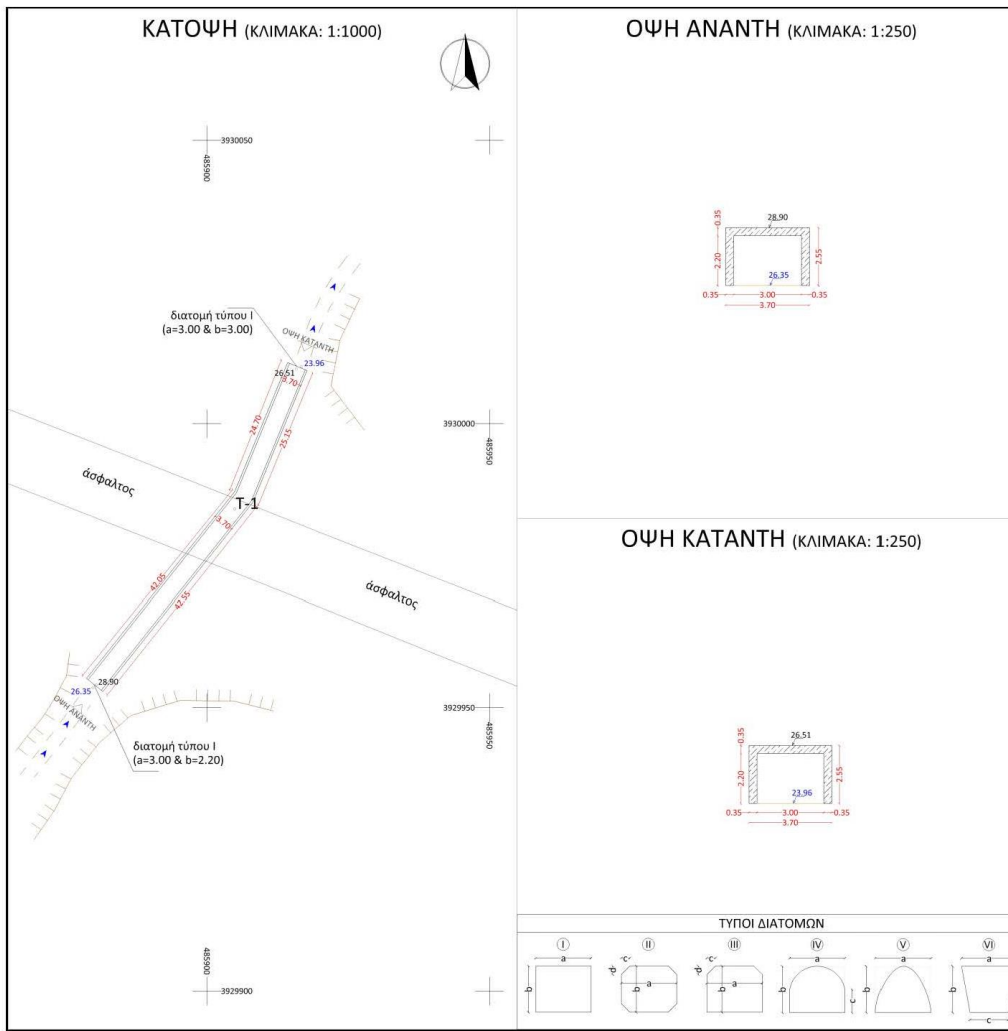 ΚΑΤΟΨΗ (ΚΛΙΜΑΚΑ: 1:1000)
3930050
485900
διατομή τύπου Ι
(a=3.00 & b=3.00)
ΟΨΗ ΚΑΤΑΝΤΗ
23.96
26.51
3.70
24.70
25.15
3930000
485950
άσφαλτος
T-1
3.70
42.05
42.55
άσφαλτος
28.90
26.35
ΟΨΗ ΑΝΑΝΤΗ
3929950
485950
διατομή τύπου Ι
(a=3.00 & b=2.20)
485900
3929900
ΟΨΗ ΑΝΑΝΤΗ (ΚΛΙΜΑΚΑ: 1:250)
0.35
28.90
2.20
2.55
26.35
0.35
3.00
0.35
3.70
ΟΨΗ ΚΑΤΑΝΤΗ (ΚΛΙΜΑΚΑ: 1:250)
0.35
26.51
2.20
2.55
23.96
0.35
3.00
0.35
3.70
ΤΥΠΟΙ ΔΙΑΤΟΜΩΝ
I II III IV V VI
a c c a a a
b d b a d b a b c b b c